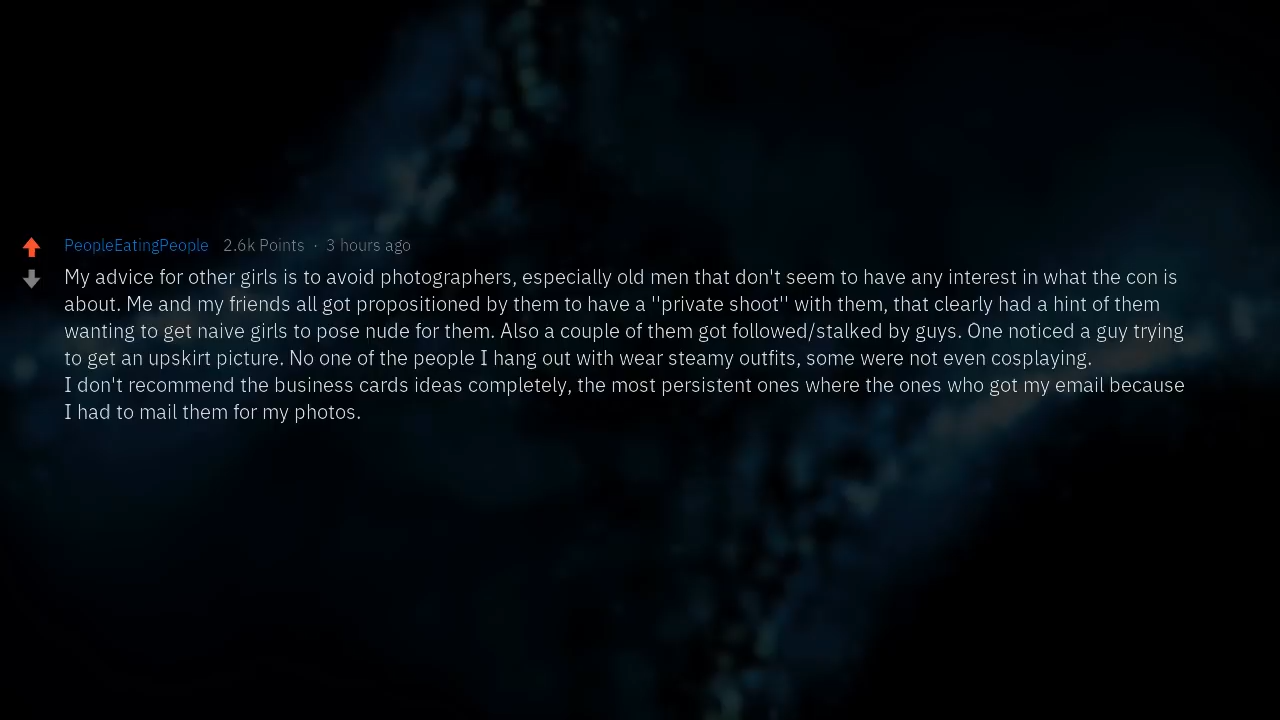 PeopleEatingPeople 2.6k Points · 3 hours ago
My advice for other girls is to avoid photographers, especially old men that don't seem to have any interest in what the con is
about. Me and my friends all got propositioned by them to have a ''private shoot'' with them, that clearly had a hint of them
wanting to get naive girls to pose nude for them. Also a couple of them got followed/stalked by guys. One noticed a guy trying
to get an upskirt picture. No one of the people I hang out with wear steamy outfits, some were not even cosplaying.
I don't recommend the business cards ideas completely, the most persistent ones where the ones who got my email because
I had to mail them for my photos.